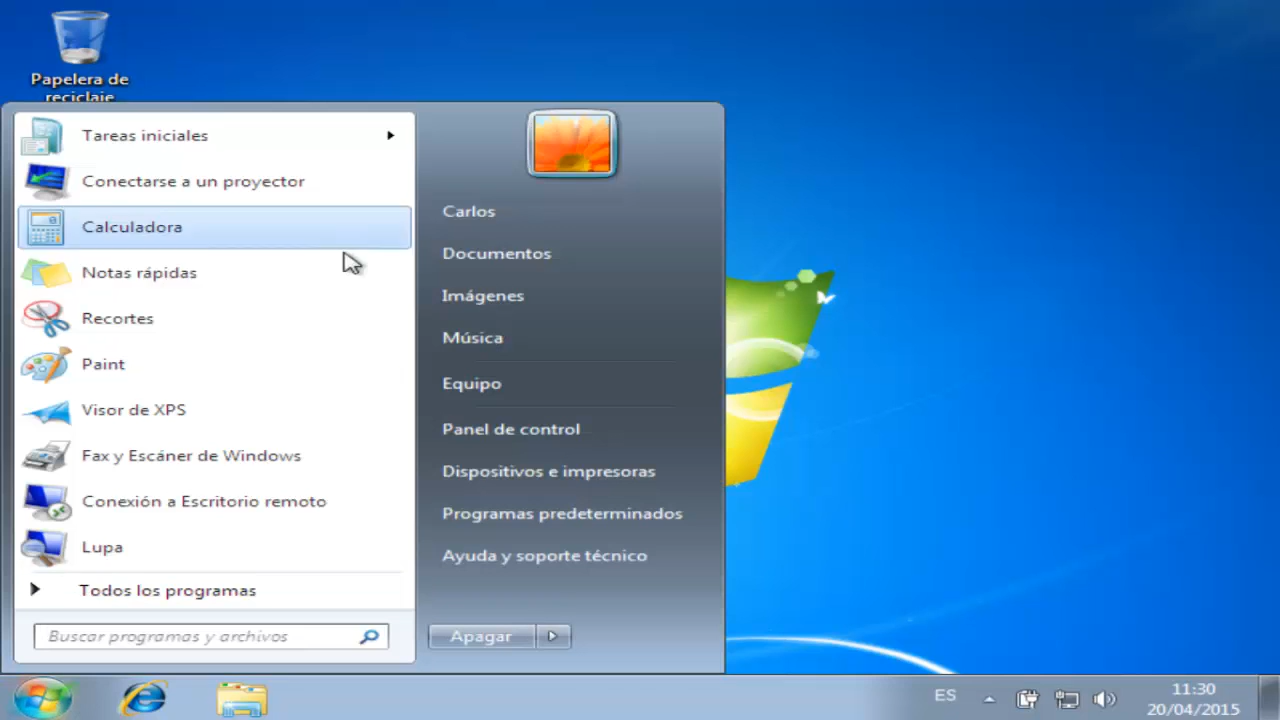 Papelera de
reciclaje
Tareas iniciales
Conectarse a un proyector
Calculadora
Notas rápidas
Recortes
Paint
Visor de XPS
Fax y Escáner de Windows
Conexión a Escritorio remoto
Lupa
Todos los programas
Buscar programas y archivos
Carlos
Documentos
Imágenes
Música
Equipo
Panel de control
Dispositivos e impresoras
Programas predeterminados
Ayuda y soporte técnico
Apagar
ES
11:30
20/04/2015